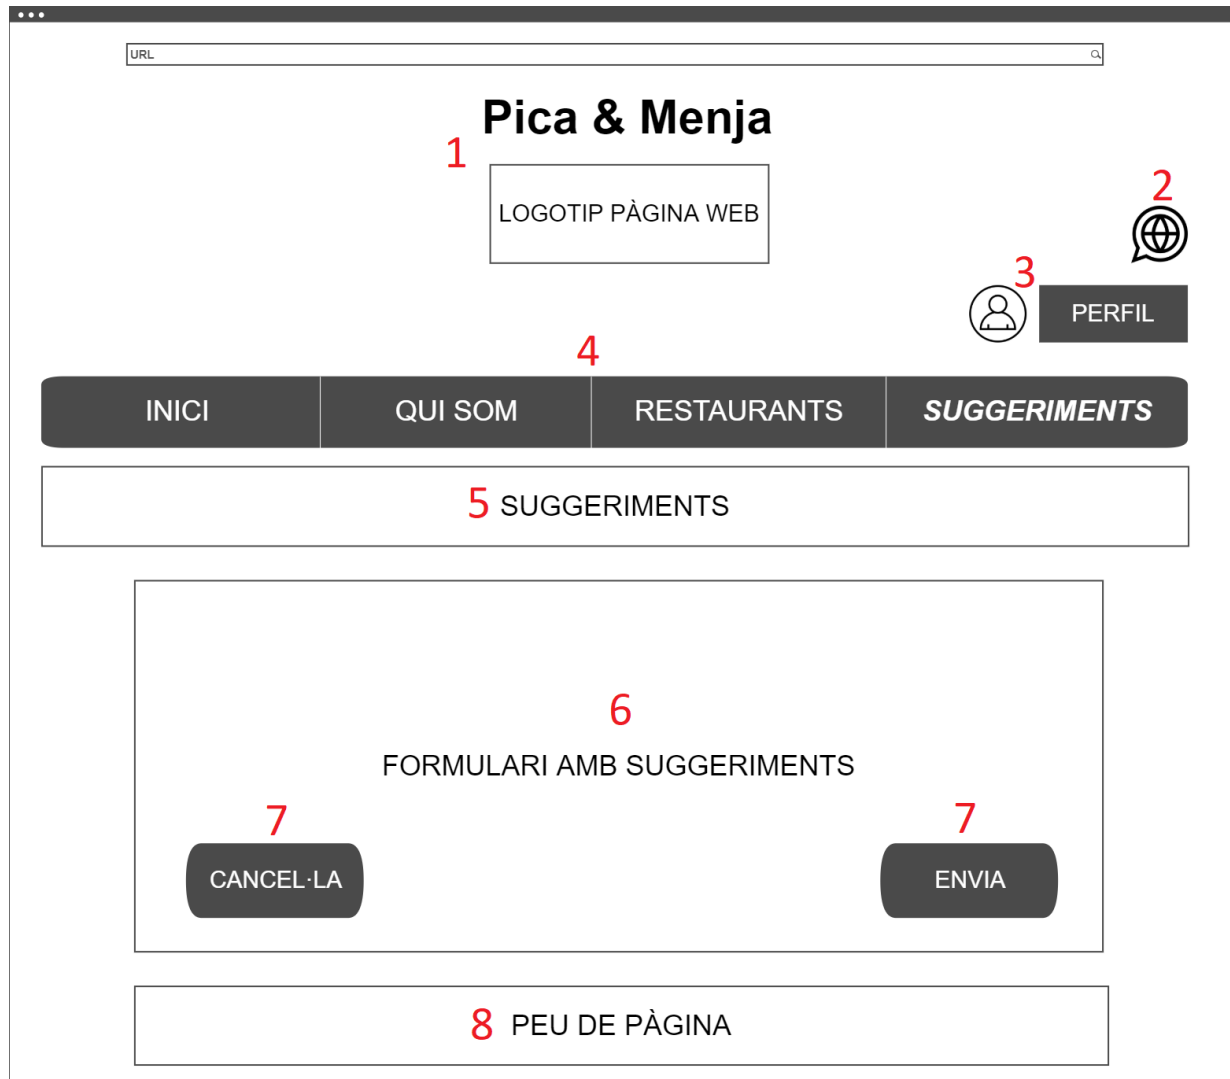 URL
Pica & Menja
1
LOGOTIP PÀGINA WEB
2
3
PERFIL
4
INICI QUI SOM RESTAURANTS SUGGERIMENTS
5 SUGGERIMENTS
6
FORMULARI AMB SUGGERIMENTS
7 7
CANCEL·LA ENVIA
8 PEU DE PÀGINA